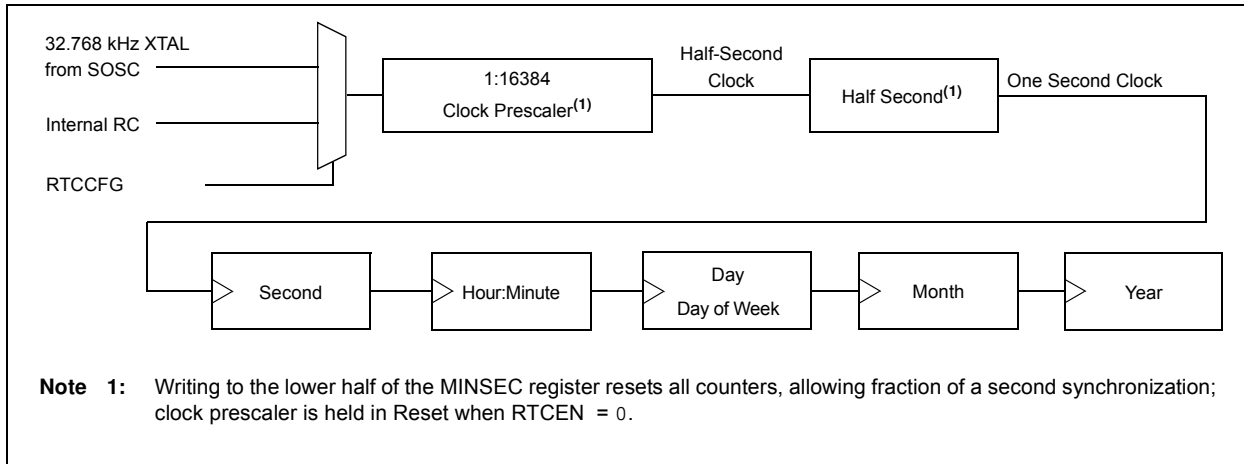 32.768 kHz XTAL
from SOSC
Internal RC
RTCCFG
1:16384
Clock Prescaler(1)
Half-Second
Clock
Half Second(1)
One Second Clock
Second
Hour:Minute
Day
Day of Week
Month
Year
Note 1: Writing to the lower half of the MINSEC register resets all counters, allowing fraction of a second synchronization;
clock prescaler is held in Reset when RTCEN = 0.